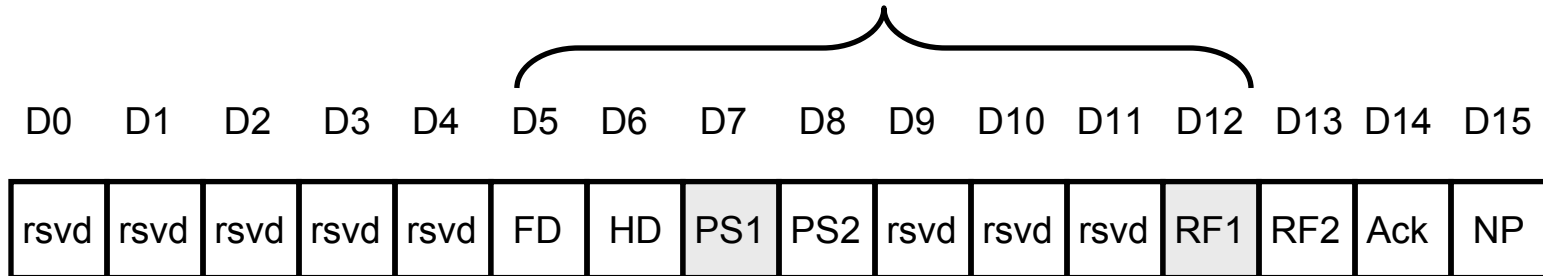 D0 D1 D2 D3 D4 D5 D6 D7 D8 D9 D10 D11 D12 D13 D14 D15
rsvd rsvd rsvd rsvd rsvd FD HD PS1 PS2 rsvd rsvd rsvd RF1 RF2 Ack NP